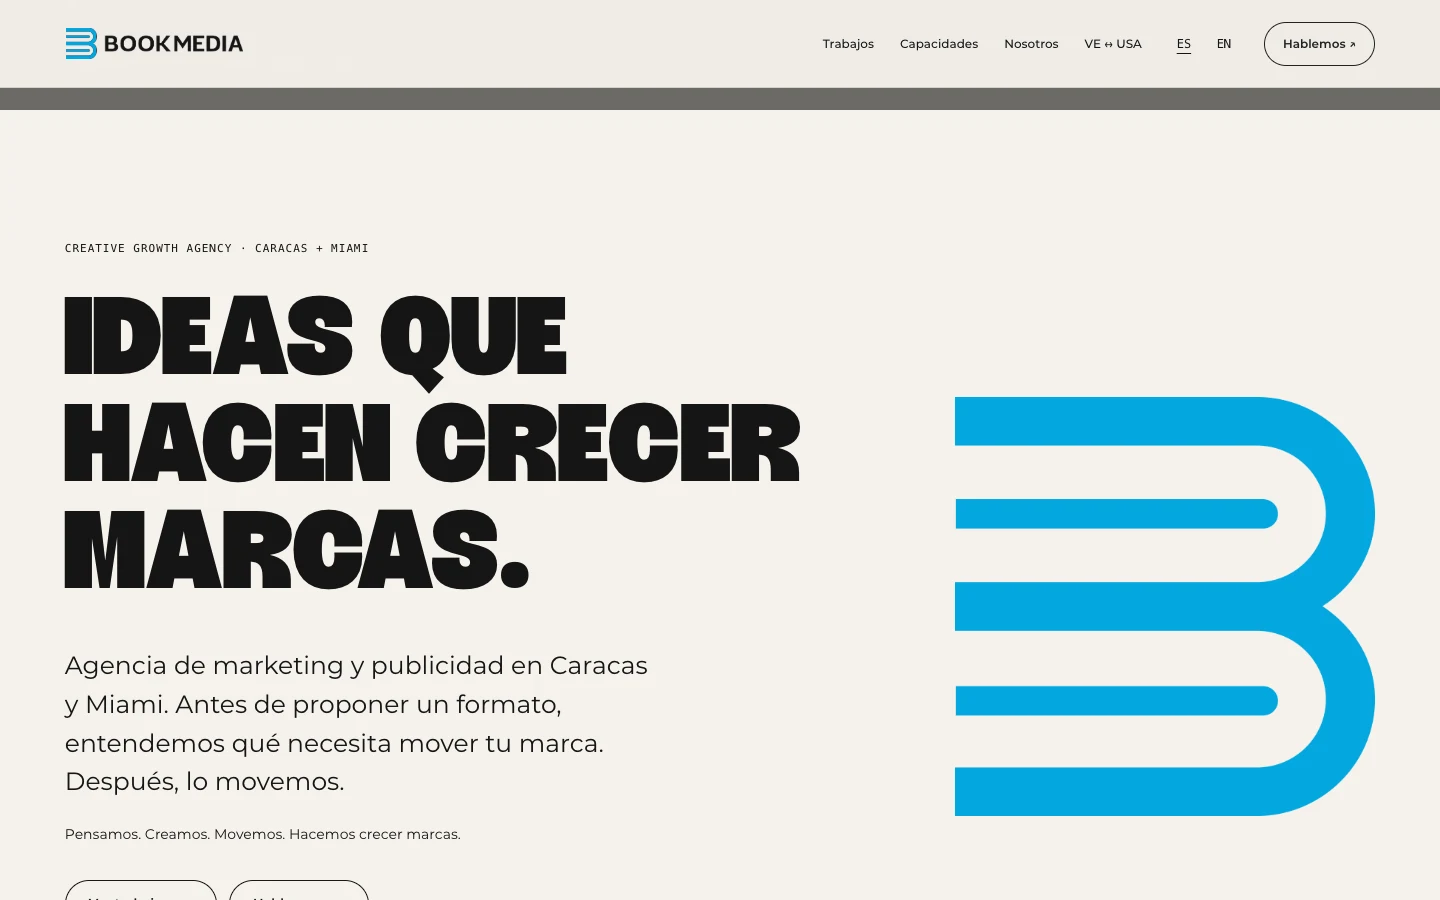 BOOKMEDIA
Trabajos
Capacidades
Nosotros
VE ↔ USA
ES
EN
Hablemos ↗
CREATIVE GROWTH AGENCY · CARACAS + MIAMI
IDEAS QUE
HACEN CRECER
MARCAS.
Agencia de marketing y publicidad en Caracas
y Miami. Antes de proponer un formato,
entendemos qué necesita mover tu marca.
Después, lo movemos.
Pensamos. Creamos. Movemos. Hacemos crecer marcas.